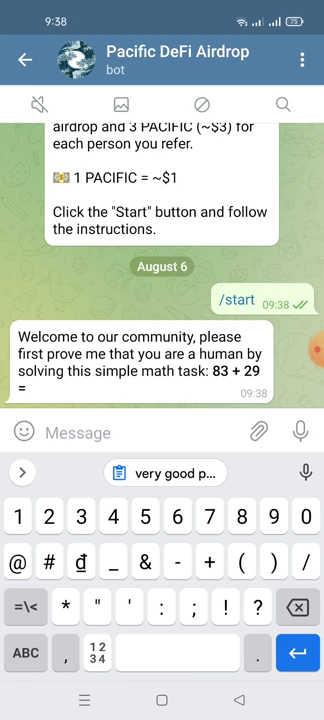 9:38
75
Pacific DeFi Airdrop
bot
airdrop and 3 PACIFIC (~$3) for
each person you refer.
💵 1 PACIFIC = ~$1
Click the "Start" button and follow
the instructions.
August 6
/start 09:38
Welcome to our community, please
first prove me that you are a human by
solving this simple math task: 83 + 29
=
09:38
Message
very good p...
1 2 3 4 5 6 7 8 9 0
@ # ₫ _ & - + ( ) /
=\< * " ' : ; ! ?
ABC , 12 34 .